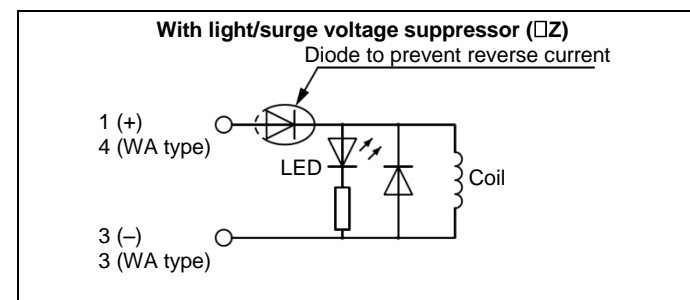 With light/surge voltage suppressor (□Z)
Diode to prevent reverse current
1 (+)
4 (WA type)
LED
Coil
3 (–)
3 (WA type)